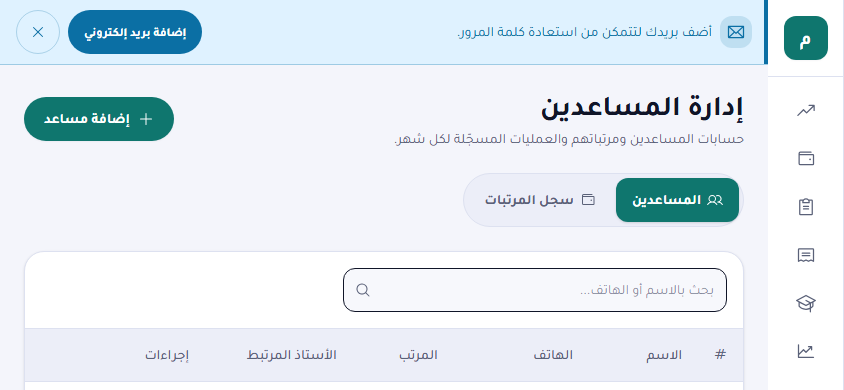 م
أضف بريدك لتتمكن من استعادة كلمة المرور.
إضافة بريد إلكتروني
إدارة المساعدين
حسابات المساعدين ومرتباتهم والعمليات المسجّلة لكل شهر.
إضافة مساعد
المساعدين
سجل المرتبات
بحث بالاسم أو الهاتف...
# الاسم الهاتف المرتب الأستاذ المرتبط إجراءات